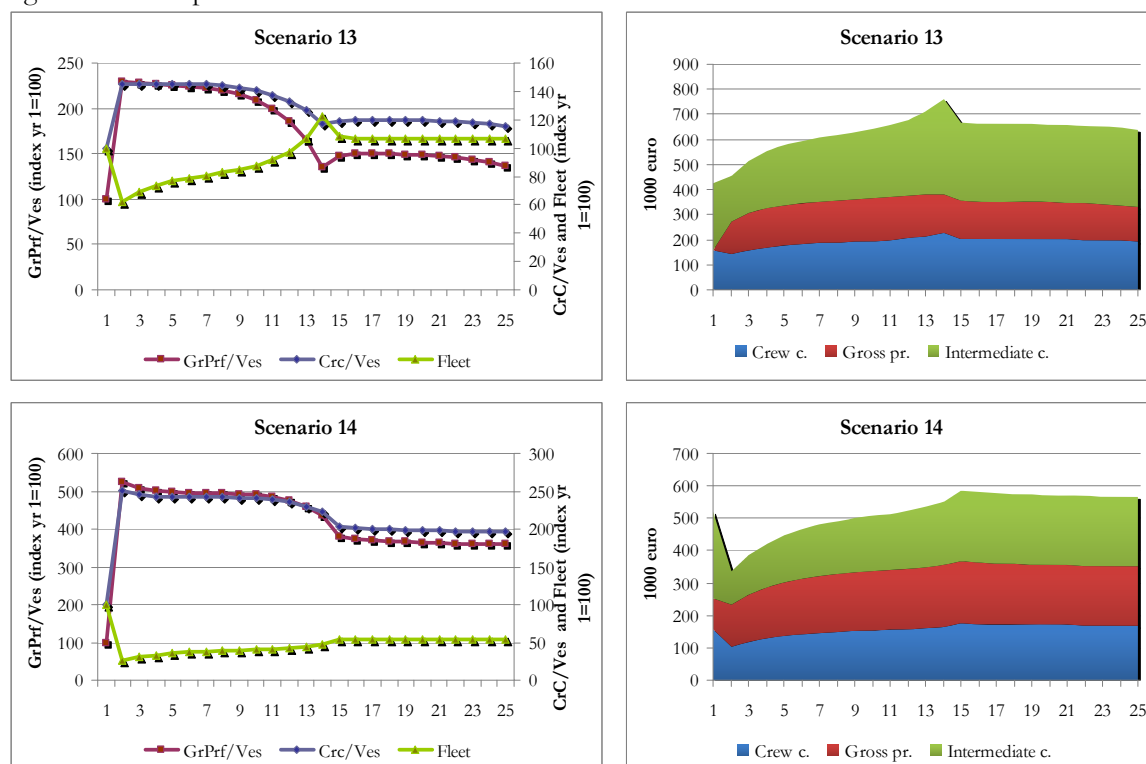 Scenario 13
250
200
150
100
50
0
GrPrf/Ves (index yr 1=100)
160
140
120
100
80
60
40
20
0
CrC/Ves and Fleet (index yr
1=100)
1 3 5 7 9 11 13 15 17 19 21 23 25
GrPrf/Ves Crc/Ves Fleet
Scenario 13
900
800
700
600
500
400
300
200
100
0
1000 euro
1 3 5 7 9 11 13 15 17 19 21 23 25
Crew c. Gross pr. Intermediate c.
Scenario 14
600
500
400
300
200
100
0
GrPrf/Ves (index yr 1=100)
300
250
200
150
100
50
0
CrC/Ves and Fleet (index yr
1=100)
1 3 5 7 9 11 13 15 17 19 21 23 25
GrPrf/Ves Crc/Ves Fleet
Scenario 14
700
600
500
400
300
200
100
0
1000 euro
1 3 5 7 9 11 13 15 17 19 21 23 25
Crew c. Gross pr. Intermediate c.